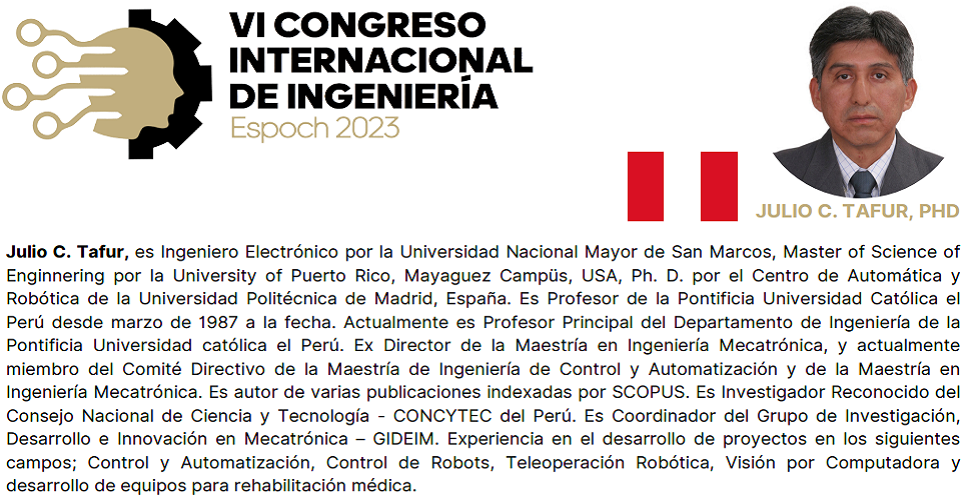 VI CONGRESO
INTERNACIONAL
DE INGENIERÍA
Espoch 2023
JULIO C. TAFUR, PHD
Julio C. Tafur, es Ingeniero Electrónico por la Universidad Nacional Mayor de San Marcos, Master of Science of
Enginnering por la University of Puerto Rico, Mayaguez Campüs, USA, Ph. D. por el Centro de Automática y
Robótica de la Universidad Politécnica de Madrid, España. Es Profesor de la Pontificia Universidad Católica el
Perú desde marzo de 1987 a la fecha. Actualmente es Profesor Principal del Departamento de Ingeniería de la
Pontificia Universidad católica el Perú. Ex Director de la Maestría en Ingeniería Mecatrónica, y actualmente
miembro del Comité Directivo de la Maestría de Ingeniería de Control y Automatización y de la Maestría en
Ingeniería Mecatrónica. Es autor de varias publicaciones indexadas por SCOPUS. Es Investigador Reconocido del
Consejo Nacional de Ciencia y Tecnología - CONCYTEC del Perú. Es Coordinador del Grupo de Investigación,
Desarrollo e Innovación en Mecatrónica – GIDEIM. Experiencia en el desarrollo de proyectos en los siguientes
campos; Control y Automatización, Control de Robots, Teleoperación Robótica, Visión por Computadora y
desarrollo de equipos para rehabilitación médica.